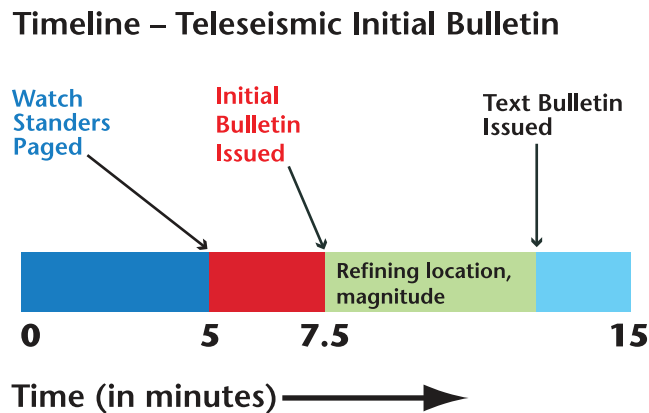 Timeline – Teleseismic Initial Bulletin
Watch
Standers
Paged
Initial
Bulletin
Issued
Text Bulletin
Issued
Refining location,
magnitude
0 5 7.5 15
Time (in minutes)